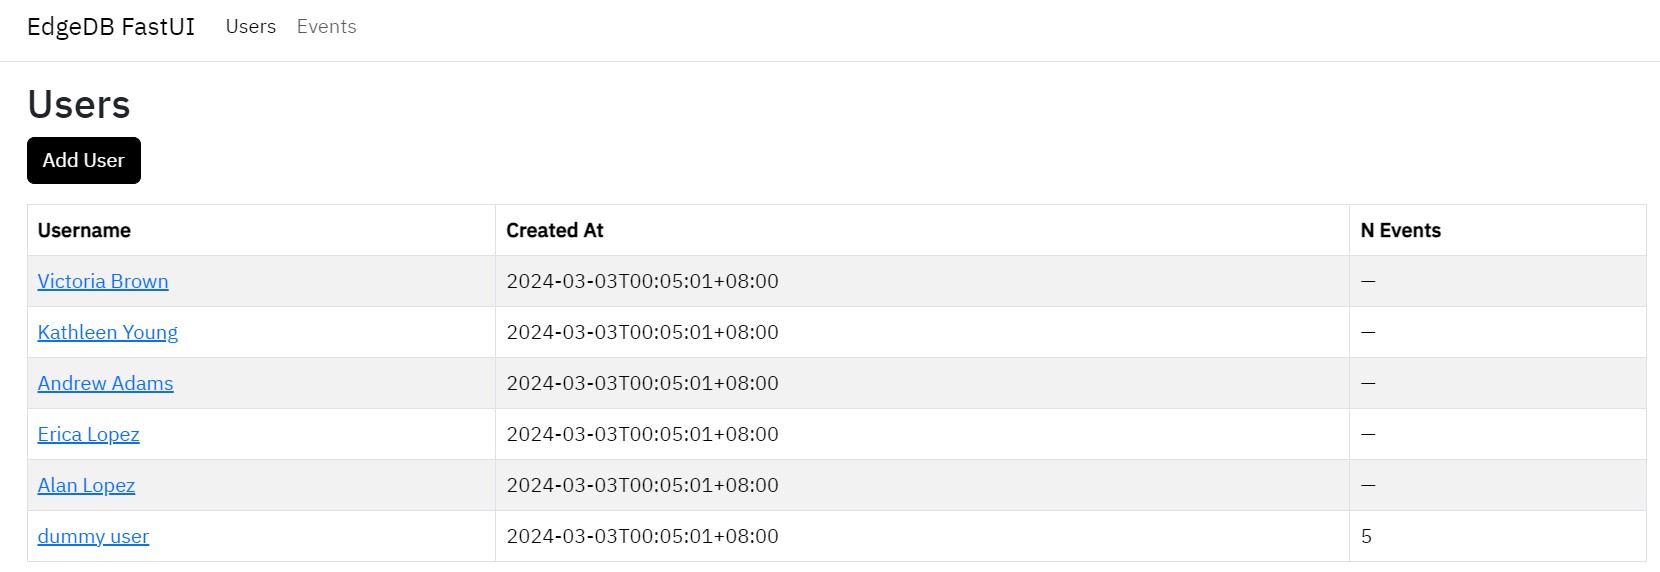 EdgeDB FastUI Users Events
Users
Add User
Username Created At N Events
Victoria Brown 2024-03-03T00:05:01+08:00 —
Kathleen Young 2024-03-03T00:05:01+08:00 —
Andrew Adams 2024-03-03T00:05:01+08:00 —
Erica Lopez 2024-03-03T00:05:01+08:00 —
Alan Lopez 2024-03-03T00:05:01+08:00 —
dummy user 2024-03-03T00:05:01+08:00 5